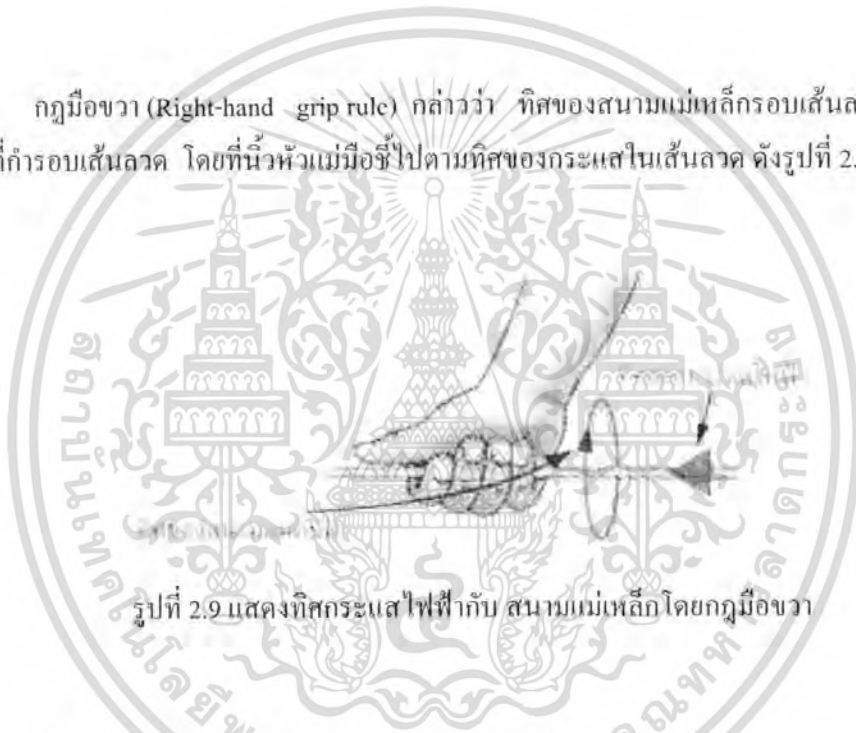 กฎมือขวา (Right-hand grip rule) กล่าวว่า ทิศของสนามแม่เหล็กรอบเส้นล
ที่กำรอบเส้นลวด โดยที่นิ้วหัวแม่มือชี้ไปตามทิศของกระแสในเส้นลวด ดังรูปที่ 2.
รูปที่ 2.9 แสดงทิศกระแสไฟฟ้ากับ สนามแม่เหล็กโดยกฎมือขวา